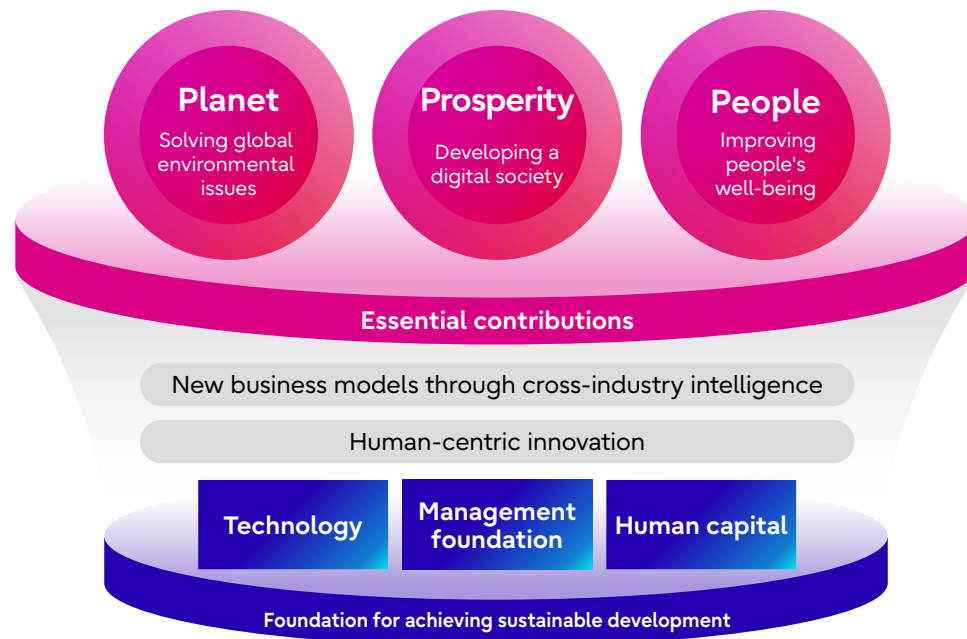 Planet
Solving global
environmental
issues
Prosperity
Developing a
digital society
People
Improving
people's
well-being
Essential contributions
New business models through cross-industry intelligence
Human-centric innovation
Technology
Management
foundation
Human capital
Foundation for achieving sustainable development